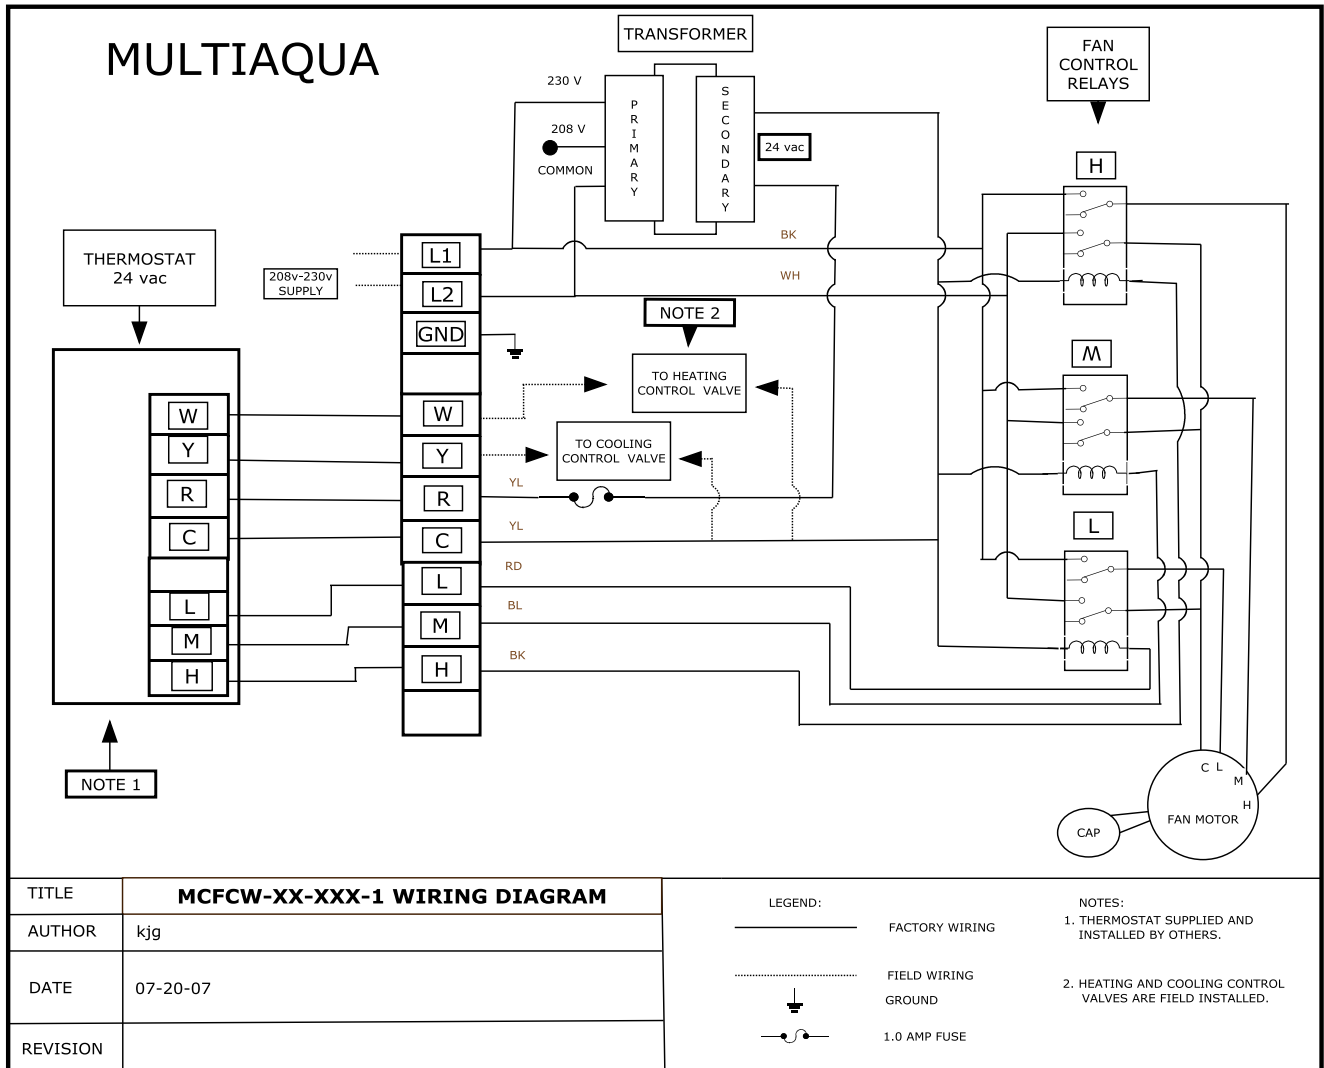 MULTIAQUA
TRANSFORMER
FAN
CONTROL
RELAYS
230 V
208 V
COMMON
PRIMARY
SECONDARY
24 vac
H
THERMOSTAT
24 vac
208v-230v
SUPPLY
L1
L2
GND
BK
WH
NOTE 2
TO HEATING
CONTROL VALVE
TO COOLING
CONTROL VALVE
M
L
W
Y
R
C
L
M
H
W
Y
R
C
L
M
H
YL
YL
RD
BL
BK
NOTE 1
C L
M
H
FAN MOTOR
CAP
TITLE
MCFCW-XX-XXX-1 WIRING DIAGRAM
AUTHOR
kjg
DATE
07-20-07
REVISION
LEGEND:
FACTORY WIRING
FIELD WIRING
GROUND
1.0 AMP FUSE
NOTES:
1. THERMOSTAT SUPPLIED AND
INSTALLED BY OTHERS.
2. HEATING AND COOLING CONTROL
VALVES ARE FIELD INSTALLED.